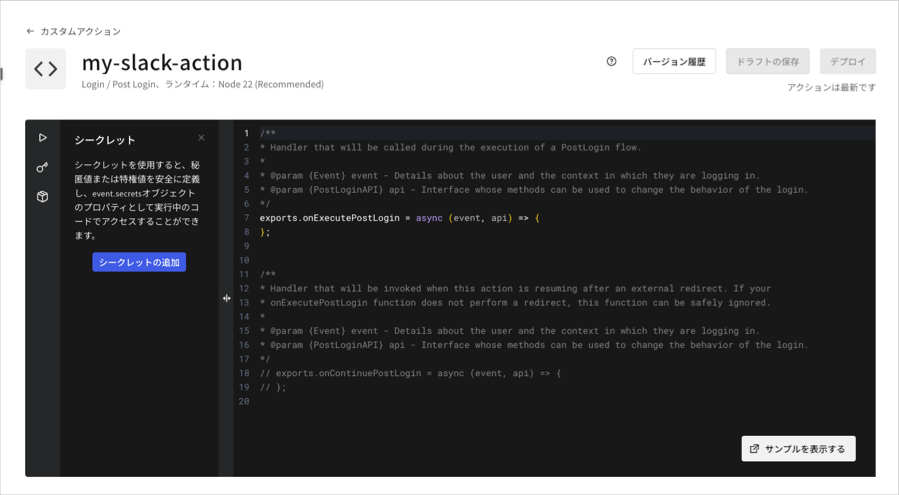 ← カスタムアクション
my-slack-action
Login / Post Login、ランタイム：Node 22 (Recommended)
バージョン履歴
ドラフトの保存
デプロイ
アクションは最新です
シークレット
シークレットを使用すると、秘
匿値または特権値を安全に定義
し、event.secretsオブジェクト
のプロパティとして実行中のコ
ードでアクセスすることができ
ます。
シークレットの追加
1 /**
2 * Handler that will be called during the execution of a PostLogin flow.
3 *
4 * @param {Event} event - Details about the user and the context in which they are logging in.
5 * @param {PostLoginAPI} api - Interface whose methods can be used to change the behavior of the login.
6 */
7 exports.onExecutePostLogin = async (event, api) => {
8 };
9
10
11 /**
12 * Handler that will be invoked when this action is resuming after an external redirect. If your
13 * onExecutePostLogin function does not perform a redirect, this function can be safely ignored.
14 *
15 * @param {Event} event - Details about the user and the context in which they are logging in.
16 * @param {PostLoginAPI} api - Interface whose methods can be used to change the behavior of the login.
17 */
18 // exports.onContinuePostLogin = async (event, api) => {
19 // };
20
サンプルを表示する